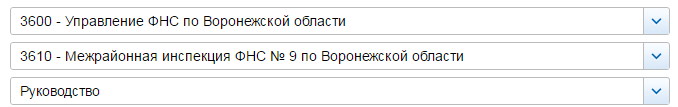 3600 - Управление ФНС по Воронежской области
3610 - Межрайонная инспекция ФНС № 9 по Воронежской области
Руководство